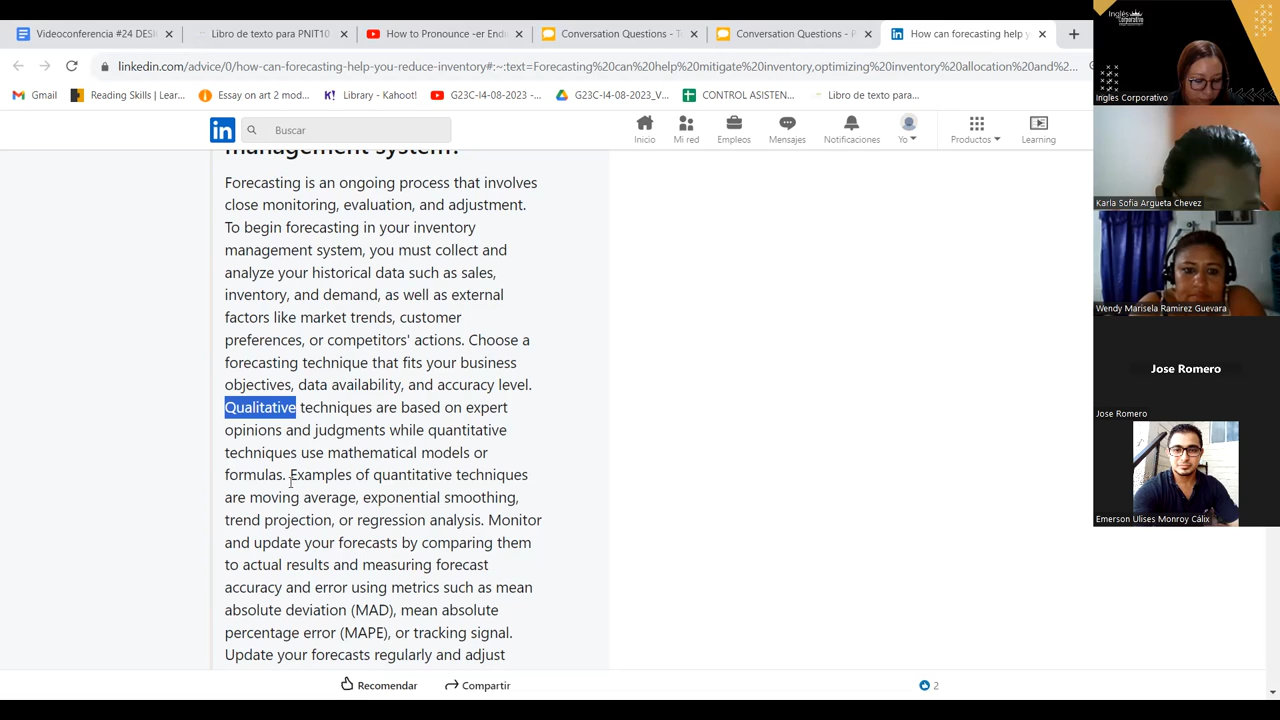 Videoconferencia #24 DESI
Libro de texto para PNIT10
How to Pronounce -er Endi
Conversation Questions - T
Conversation Questions - P
How can forecasting help y
linkedin.com/advice/0/how-can-forecasting-help-you-reduce-inventory#:~text=Forecasting%20can%20help%20mitigate%20inventory,optimizing%20inventory%20allocation%20and%...
Gmail
Reading Skills | Lear...
Essay on art 2 mod...
Library - Kano...
G23C-I4-08-2023 -...
G23C-I4-08-2023_V...
CONTROL ASISTEN...
Libro de texto para...
Buscar
Inicio
Mi red
Empleos
Mensajes
Notificaciones
Yo
Productos
Learning
management system?
Forecasting is an ongoing process that involves
close monitoring, evaluation, and adjustment.
To begin forecasting in your inventory
management system, you must collect and
analyze your historical data such as sales,
inventory, and demand, as well as external
factors like market trends, customer
preferences, or competitors' actions. Choose a
forecasting technique that fits your business
objectives, data availability, and accuracy level.
Qualitative techniques are based on expert
opinions and judgments while quantitative
techniques use mathematical models or
formulas. Examples of quantitative techniques
are moving average, exponential smoothing,
trend projection, or regression analysis. Monitor
and update your forecasts by comparing them
to actual results and measuring forecast
accuracy and error using metrics such as mean
absolute deviation (MAD), mean absolute
percentage error (MAPE), or tracking signal.
Update your forecasts regularly and adjust
Recomendar
Compartir
2
Inglés
Corporativo
Ingles Corporativo
Karla Sofia Argueta Chevez
Wendy Marisela Ramirez Guevara
Jose Romero
Jose Romero
Emerson Ulises Monroy Cálix